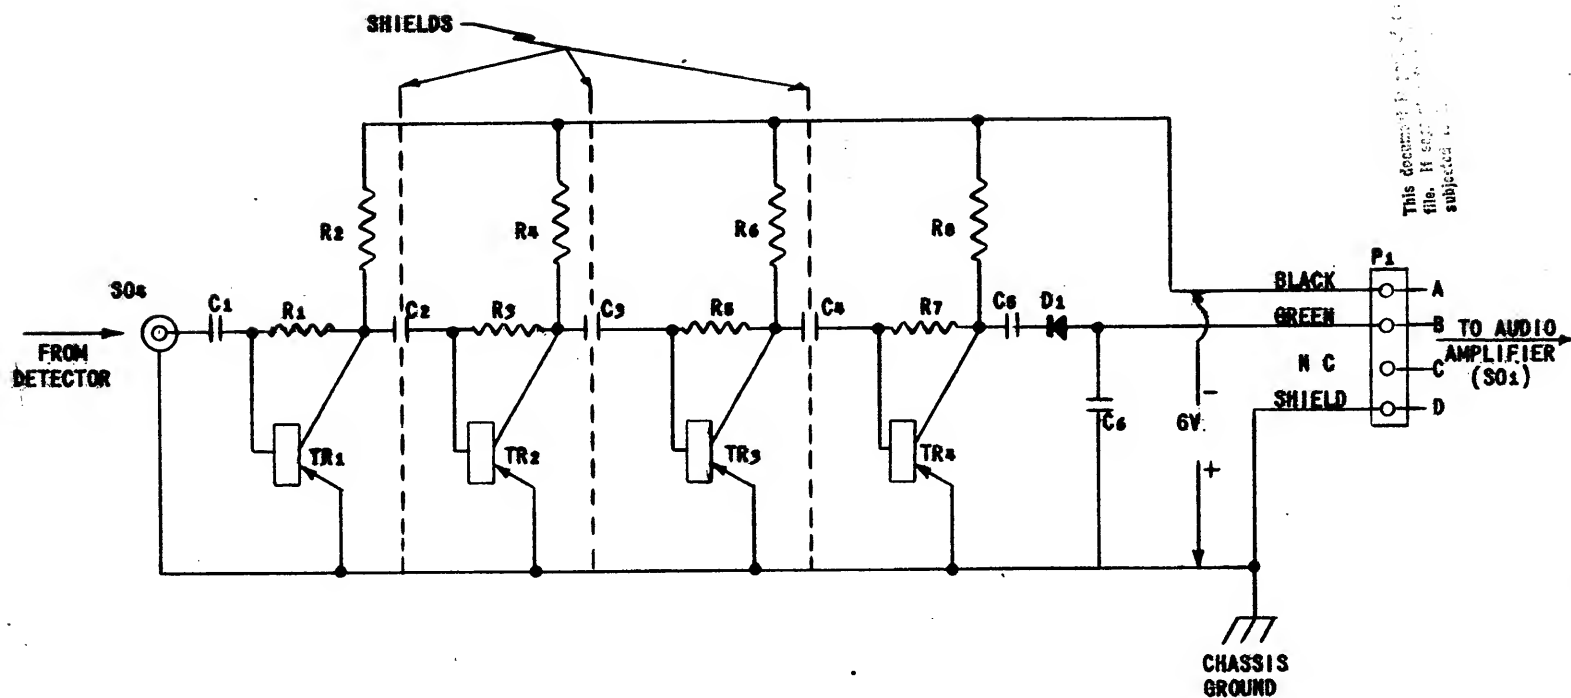 SHIELDS
This
file. If
subjected
R2
R4
R6
R8
P1
SO4
C1
R1
C2
R3
C3
R5
C4
R7
C5
D1
BLACK
A
GREEN
B
TO AUDIO
AMPLIFIER
(SO1)
FROM
DETECTOR
N C
C
SHIELD
D
C6
6V
-
+
TR1
TR2
TR3
TR4
CHASSIS
GROUND